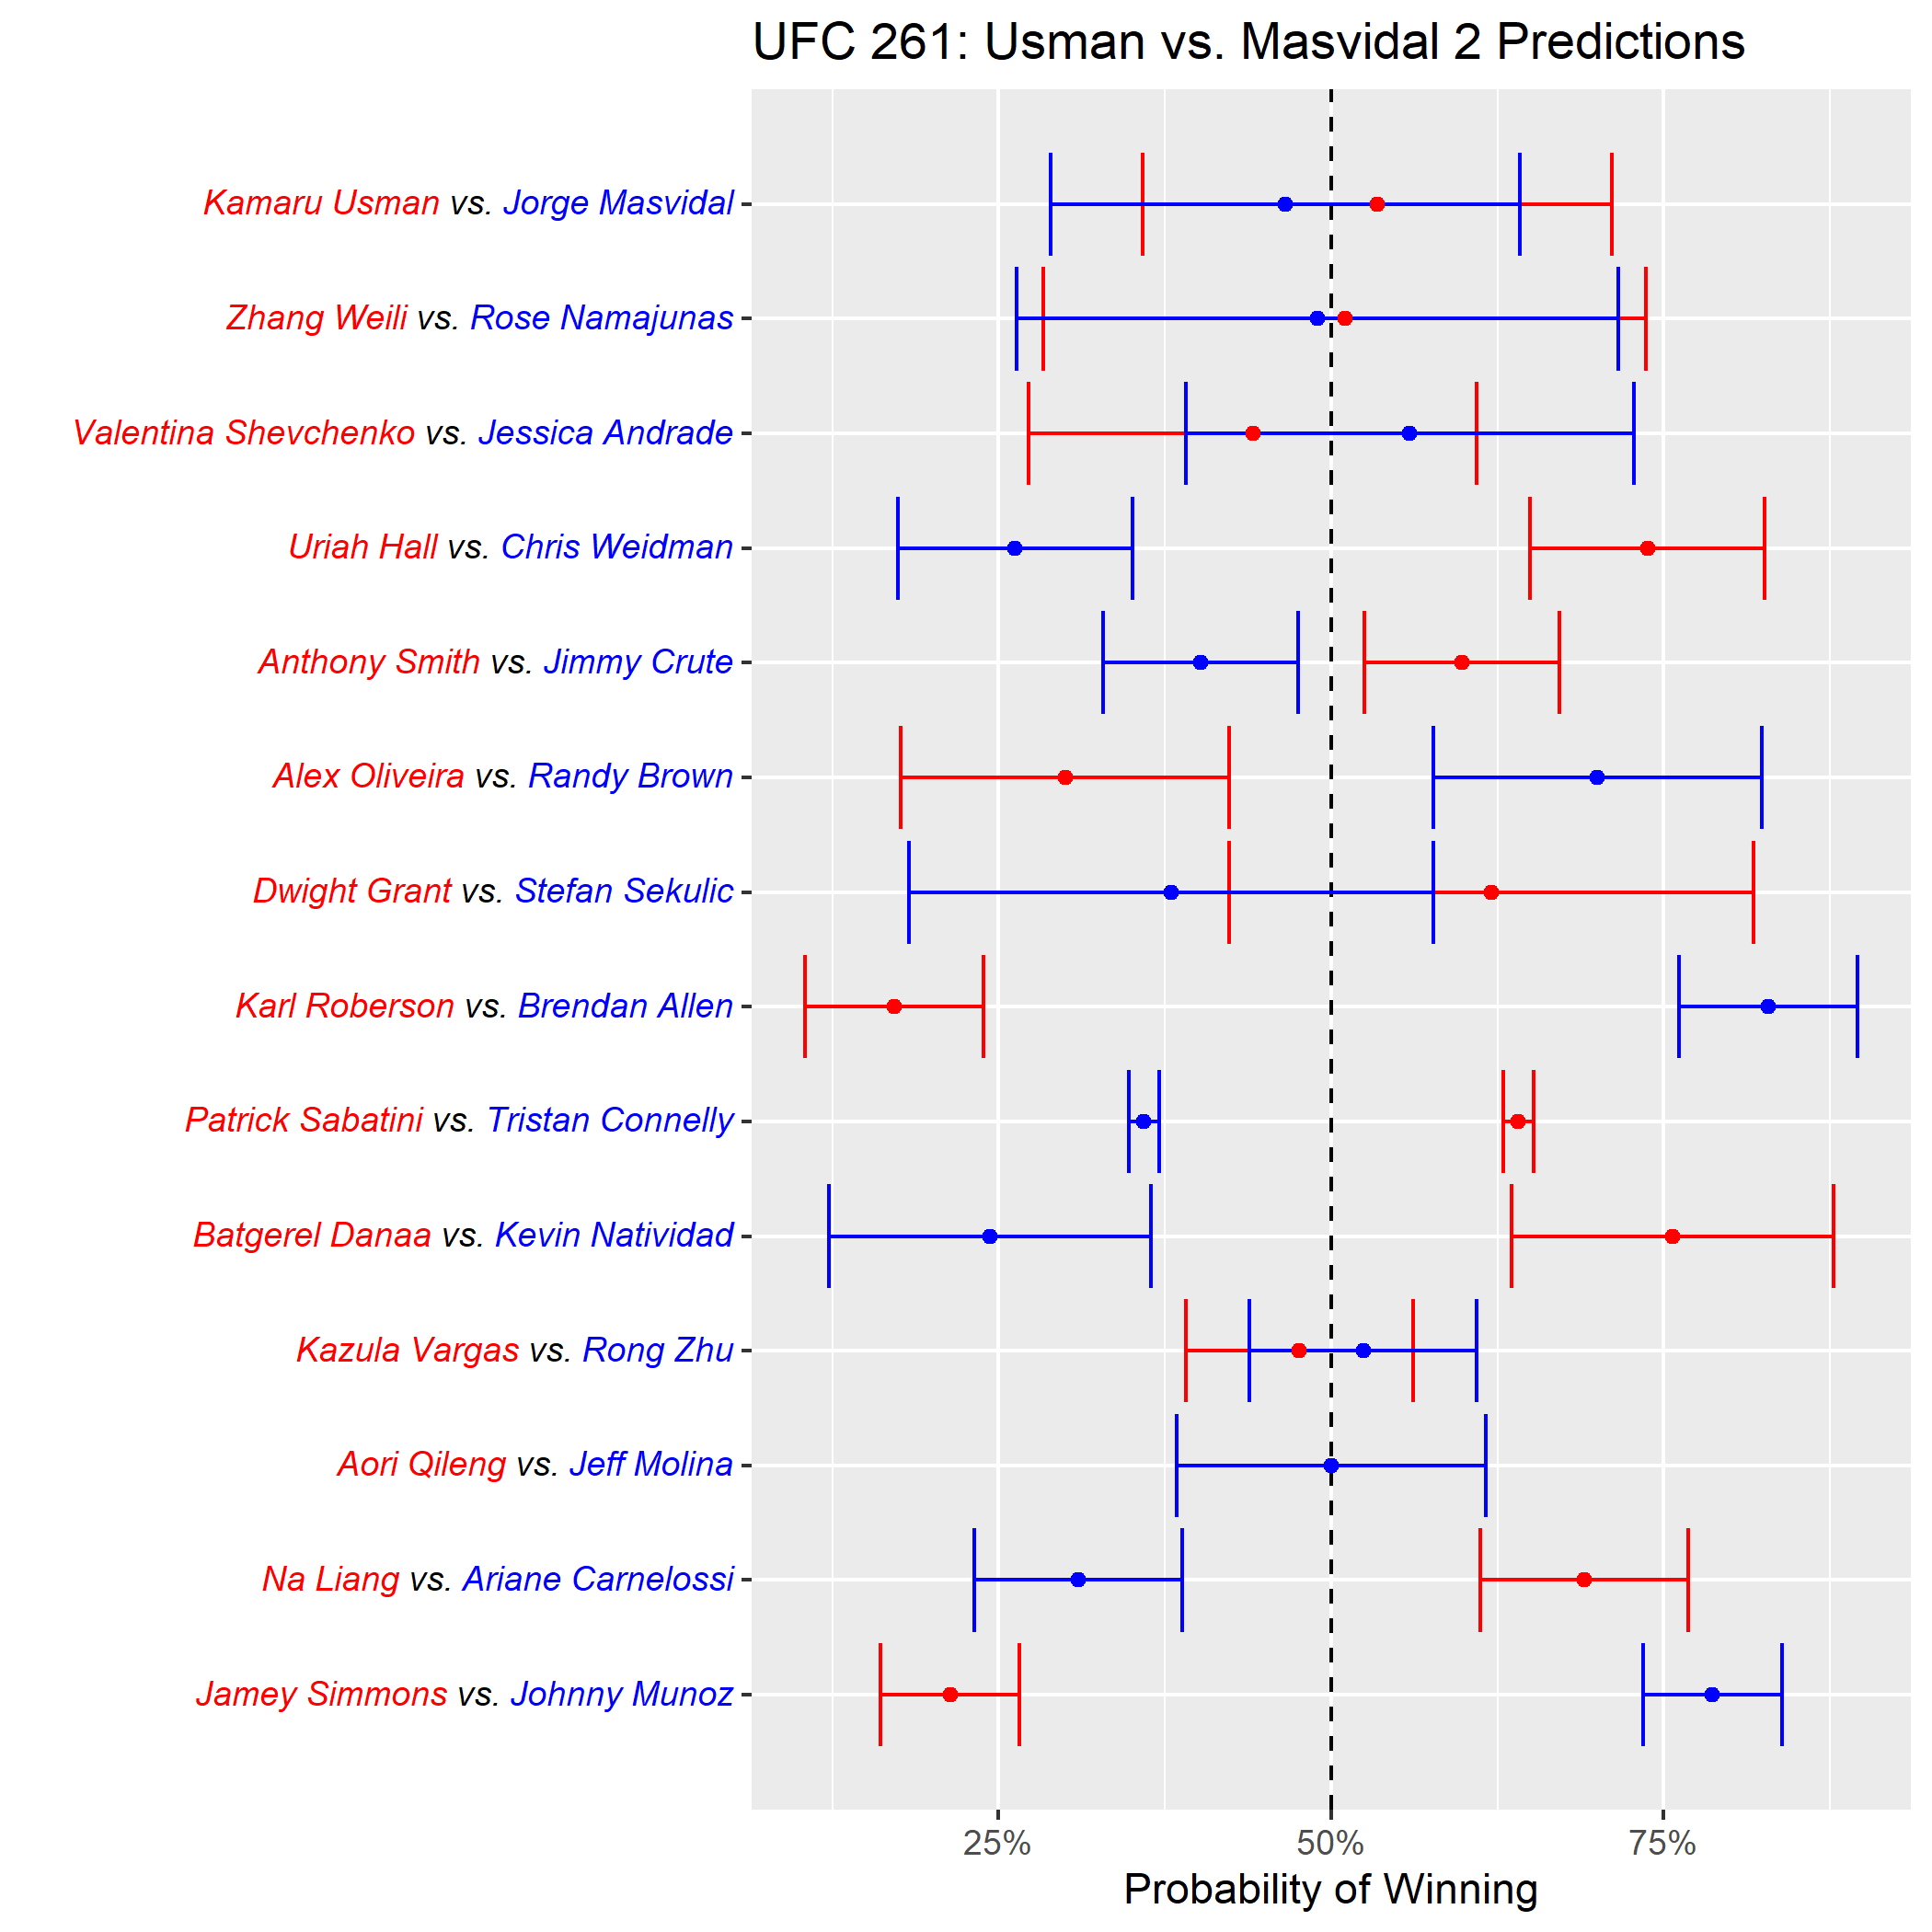 UFC 261: Usman vs. Masvidal 2 Predictions
Kamaru Usman vs. Jorge Masvidal
Zhang Weili vs. Rose Namajunas
Valentina Shevchenko vs. Jessica Andrade
Uriah Hall vs. Chris Weidman
Anthony Smith vs. Jimmy Crute
Alex Oliveira vs. Randy Brown
Dwight Grant vs. Stefan Sekulic
Karl Roberson vs. Brendan Allen
Patrick Sabatini vs. Tristan Connelly
Batgerel Danaa vs. Kevin Natividad
Kazula Vargas vs. Rong Zhu
Aori Qileng vs. Jeff Molina
Na Liang vs. Ariane Carnelossi
Jamey Simmons vs. Johnny Munoz
25% 50% 75%
Probability of Winning